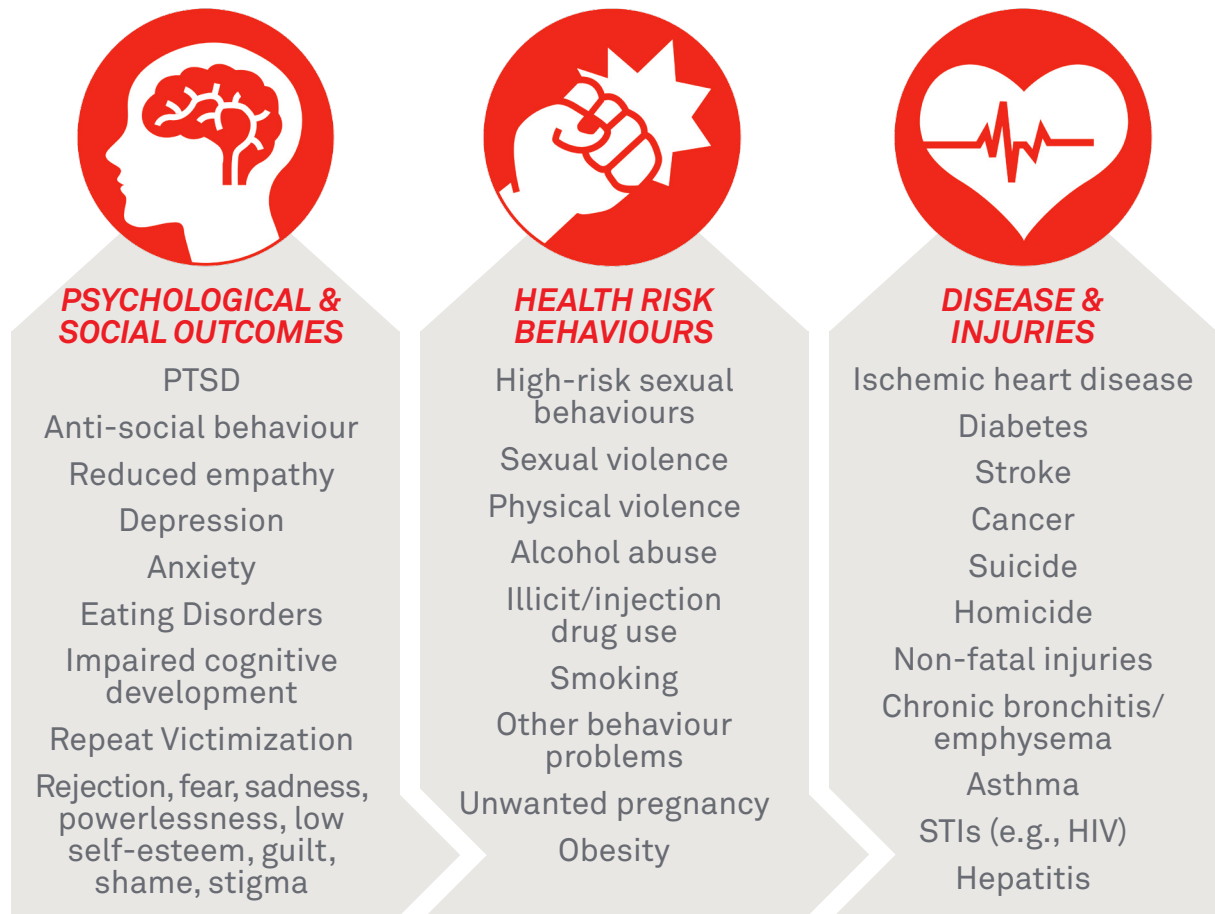 PSYCHOLOGICAL &
SOCIAL OUTCOMES
PTSD
Anti-social behaviour
Reduced empathy
Depression
Anxiety
Eating Disorders
Impaired cognitive
development
Repeat Victimization
Rejection, fear, sadness,
powerlessness, low
self-esteem, guilt,
shame, stigma
HEALTH RISK
BEHAVIOURS
High-risk sexual
behaviours
Sexual violence
Physical violence
Alcohol abuse
Illicit/injection
drug use
Smoking
Other behaviour
problems
Unwanted pregnancy
Obesity
DISEASE &
INJURIES
Ischemic heart disease
Diabetes
Stroke
Cancer
Suicide
Homicide
Non-fatal injuries
Chronic bronchitis/
emphysema
Asthma
STIs (e.g., HIV)
Hepatitis